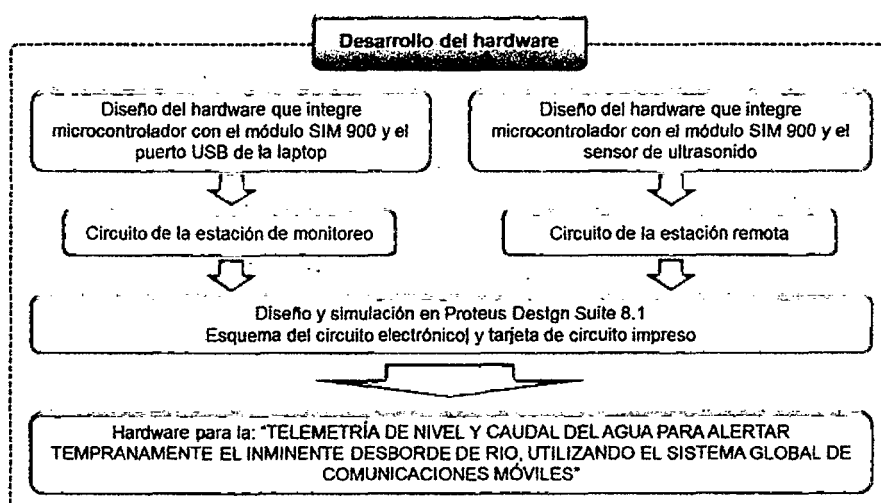 Desarrollo del hardware
Diseño del hardware que integre
microcontrolador con el módulo SIM 900 y el
puerto USB de la laptop
Diseño del hardware que integre
microcontrolador con el módulo SIM 900 y el
sensor de ultrasonido
Circuito de la estación de monitoreo
Circuito de la estación remota
Diseño y simulación en Proteus Design Suite 8.1
Esquema del circuito electrónico y tarjeta de circuito impreso
Hardware para la: "TELEMETRÍA DE NIVEL Y CAUDAL DEL AGUA PARA ALERTAR
TEMPRANAMENTE EL INMINENTE DESBORDE DE RIO, UTILIZANDO EL SISTEMA GLOBAL DE
COMUNICACIONES MÓVILES"